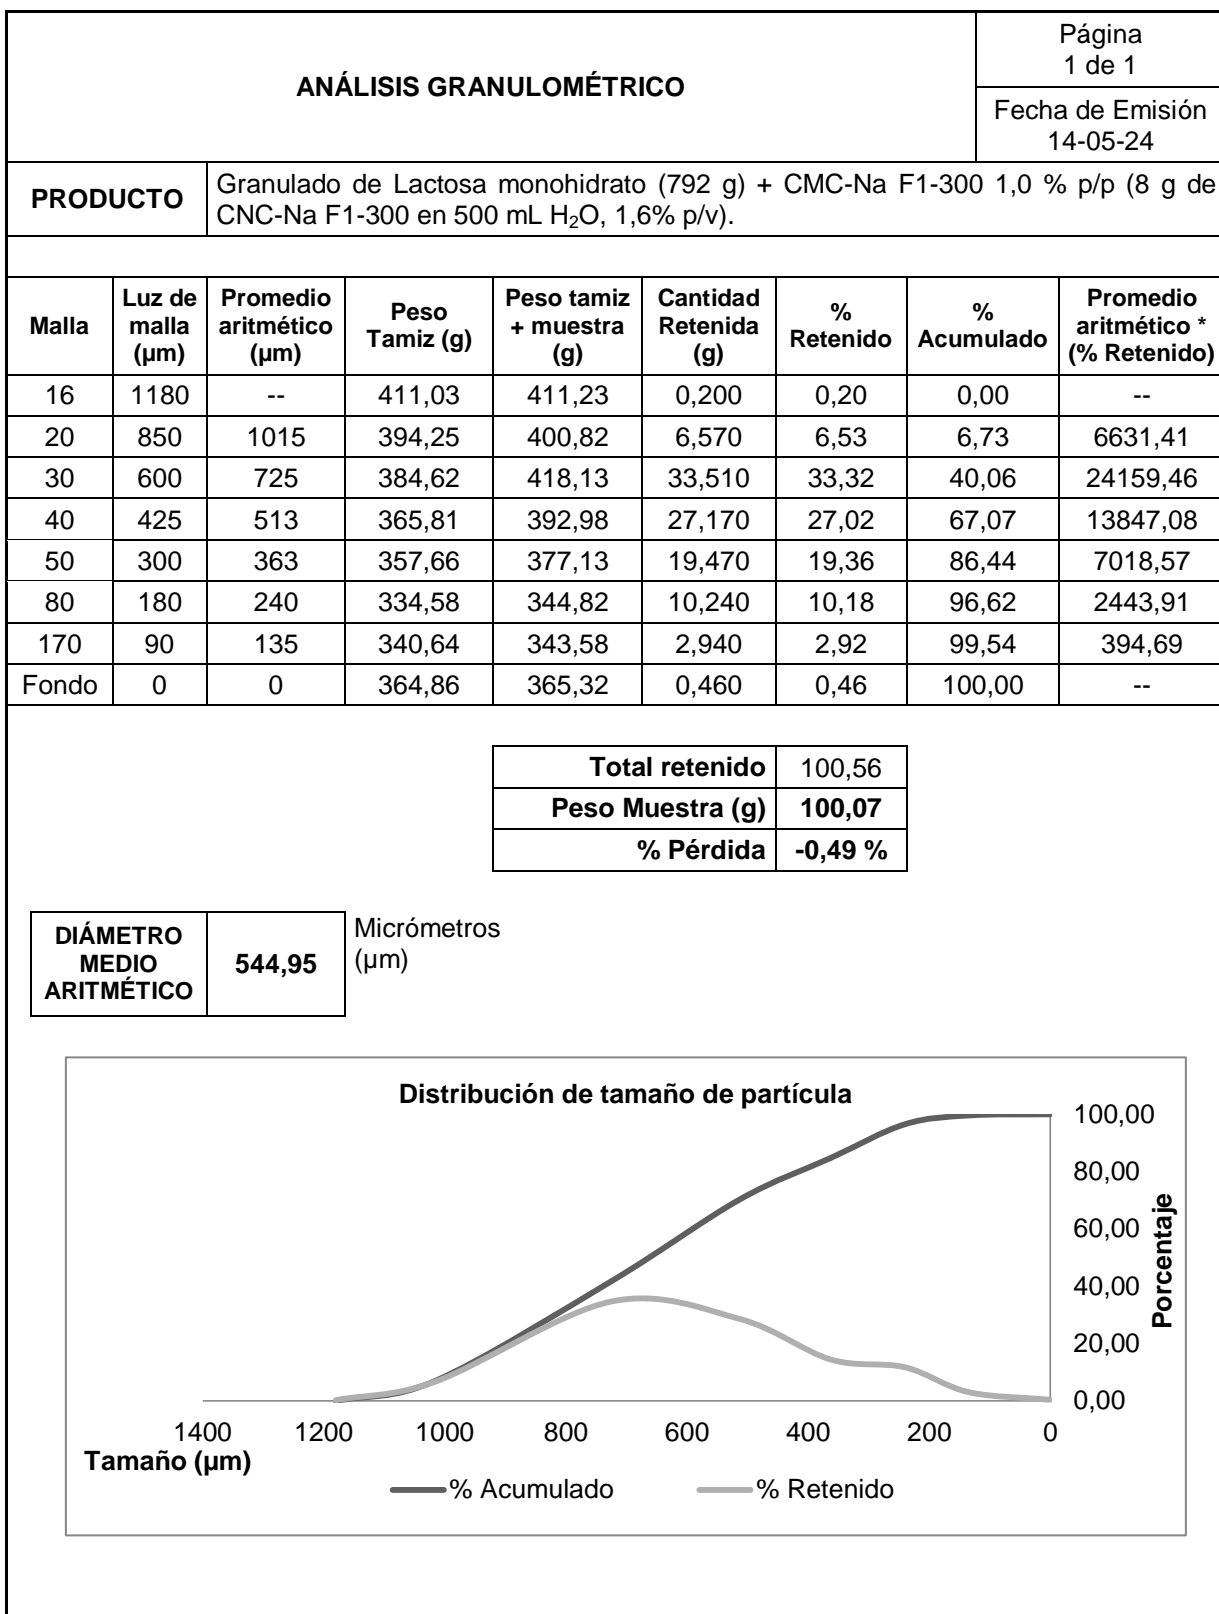 ANÁLISIS GRANULOMÉTRICO
Página
1 de 1
Fecha de Emisión
14-05-24
PRODUCTO
Granulado de Lactosa monohidrato (792 g) + CMC-Na F1-300 1,0 % p/p (8 g de
CNC-Na F1-300 en 500 mL H₂O, 1,6% p/v).
Malla Luz de malla (µm) Promedio aritmético (µm) Peso Tamiz (g) Peso tamiz + muestra (g) Cantidad Retenida (g) % Retenido % Acumulado Promedio aritmético * (% Retenido)
16 1180 -- 411,03 411,23 0,200 0,20 0,00 --
20 850 1015 394,25 400,82 6,570 6,53 6,73 6631,41
30 600 725 384,62 418,13 33,510 33,32 40,06 24159,46
40 425 513 365,81 392,98 27,170 27,02 67,07 13847,08
50 300 363 357,66 377,13 19,470 19,36 86,44 7018,57
80 180 240 334,58 344,82 10,240 10,18 96,62 2443,91
170 90 135 340,64 343,58 2,940 2,92 99,54 394,69
Fondo 0 0 364,86 365,32 0,460 0,46 100,00 --
Total retenido 100,56
Peso Muestra (g) 100,07
% Pérdida -0,49 %
DIÁMETRO
MEDIO
ARITMÉTICO
544,95
Micrómetros
(µm)
Distribución de tamaño de partícula
100,00
80,00
60,00
40,00
20,00
0,00
Porcentaje
1400 1200 1000 800 600 400 200 0
Tamaño (µm)
% Acumulado % Retenido